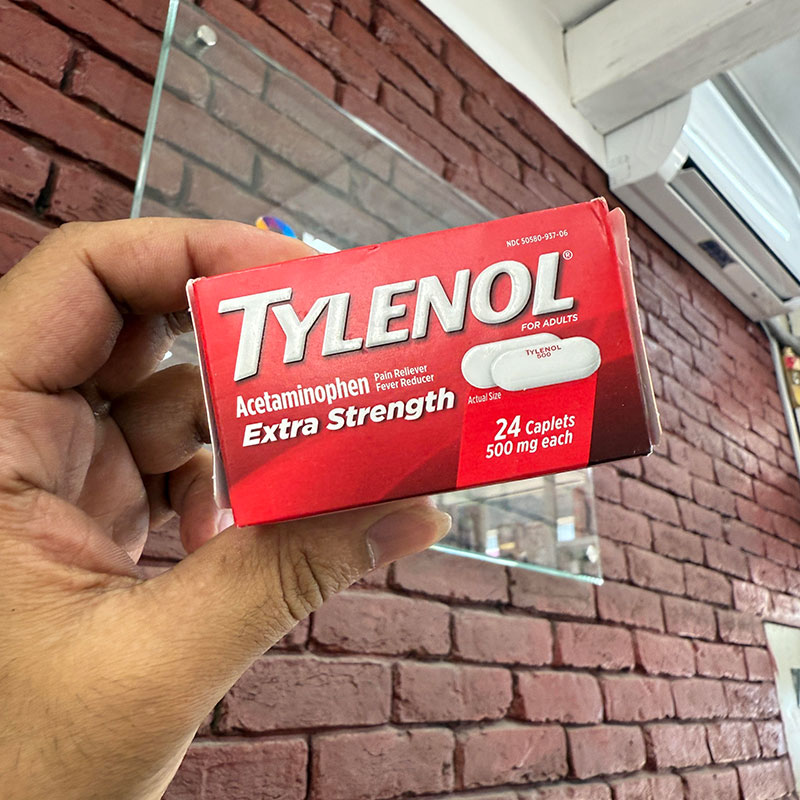 NDC 50580-937-06
TYLENOL®
FOR ADULTS
TYLENOL
500
Acetaminophen
Pain Reliever
Fever Reducer
Actual Size
Extra Strength
24 Caplets
500 mg each